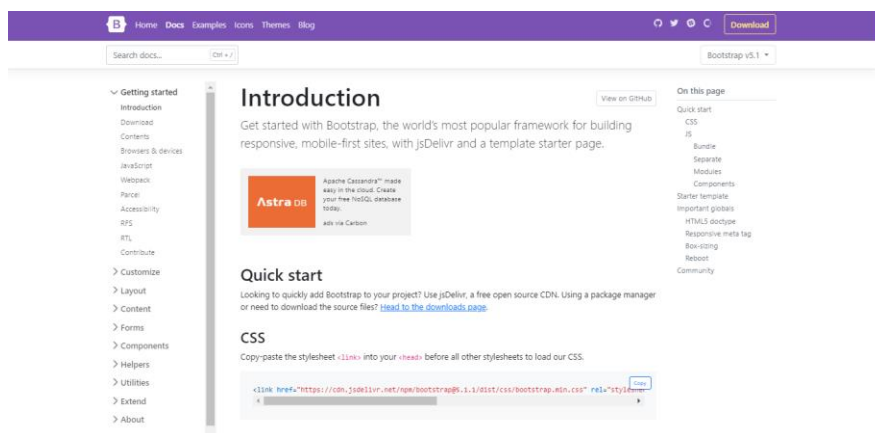 B Home Docs Examples Icons Themes Blog
Download
Search docs... Ctrl + /
Bootstrap v5.1
Getting started
Introduction
Download
Contents
Browsers & devices
JavaScript
Webpack
Parcel
Accessibility
RFS
RTL
Contribute
Customize
Layout
Content
Forms
Components
Helpers
Utilities
Extend
About
Introduction
View on GitHub
Get started with Bootstrap, the world's most popular framework for building
responsive, mobile-first sites, with jsDelivr and a template starter page.
Astra DB
Apache Cassandra™ made
easy in the cloud. Create
your free NoSQL database
today.
ads via Carbon
Quick start
Looking to quickly add Bootstrap to your project? Use jsDelivr, a free open source CDN. Using a package manager
or need to download the source files? Head to the downloads page.
CSS
Copy-paste the stylesheet <link> into your <head> before all other stylesheets to load our CSS.
Copy
<link href="https://cdn.jsdelivr.net/npm/bootstrap@5.1.1/dist/css/bootstrap.min.css" rel="styleshe
On this page
Quick start
CSS
JS
Bundle
Separate
Modules
Components
Starter template
Important globals
HTML5 doctype
Responsive meta tag
Box-sizing
Reboot
Community